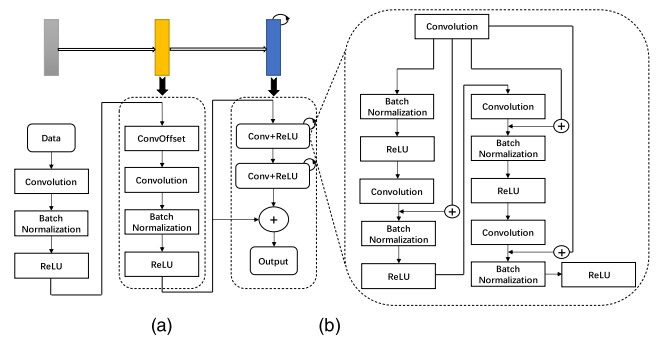 Data
Convolution
Batch
Normalization
ReLU
ConvOffset
Convolution
Batch
Normalization
ReLU
Conv+ReLU
Conv+ReLU
+
Output
Convolution
Batch
Normalization
ReLU
Convolution
+
Batch
Normalization
ReLU
Convolution
+
Batch
Normalization
ReLU
Convolution
+
Batch
Normalization
ReLU
(a)
(b)